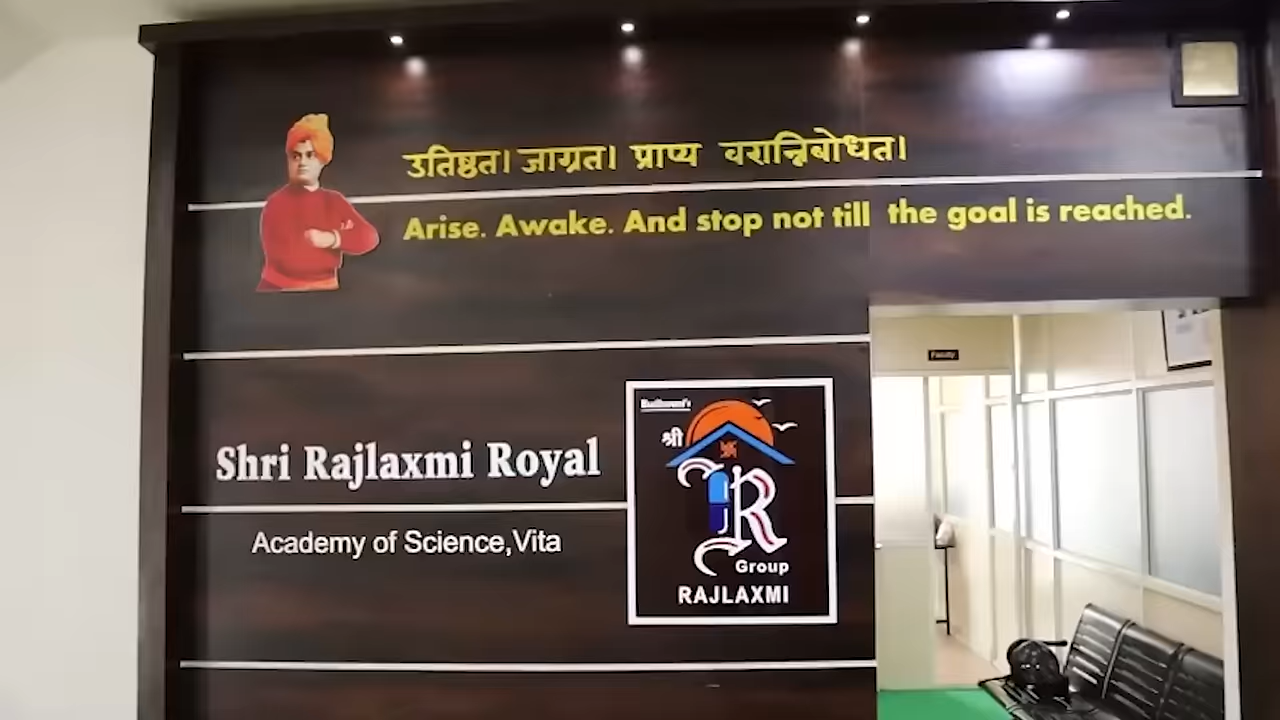 उतिष्ठत। जाग्रत। प्राप्य वरान्निबोधत।
Arise. Awake. And stop not till the goal is reached.
Faculty
Shri Rajlaxmi Royal
Academy of Science,Vita
श्री
R
Group
RAJLAXMI